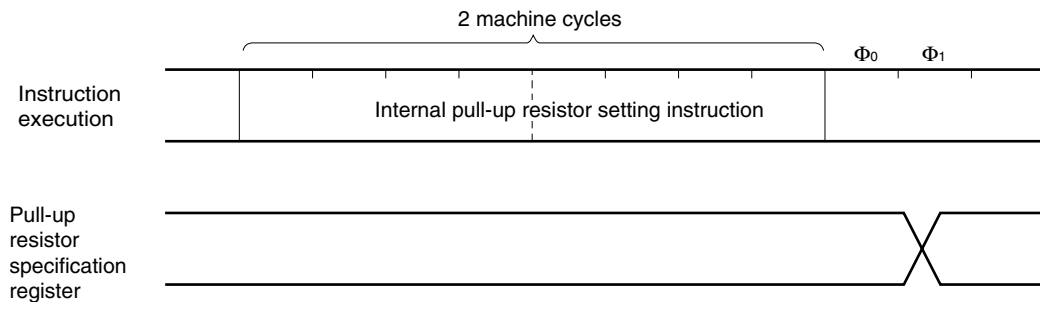 2 machine cycles
Φ0 Φ1
Instruction
execution
Internal pull-up resistor setting instruction
Pull-up
resistor
specification
register